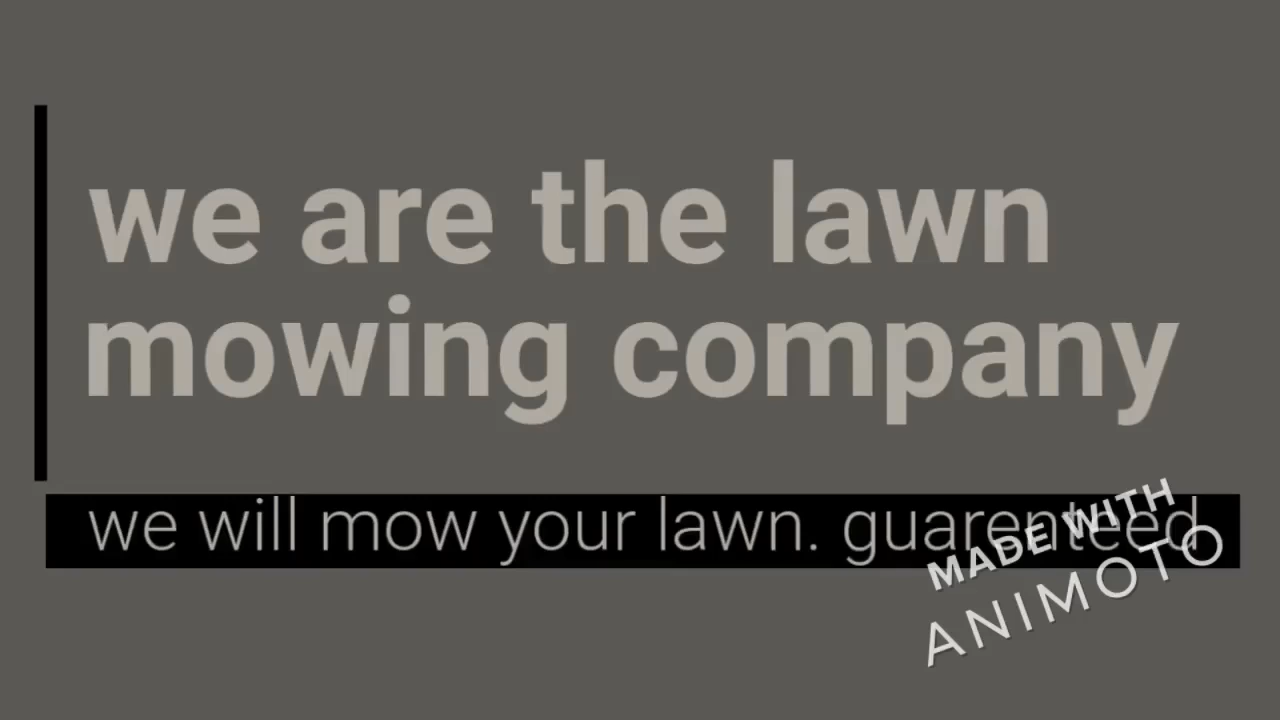 we are the lawn
mowing company
we will mow your lawn. guarenteed
MADE WITH
ANIMOTO